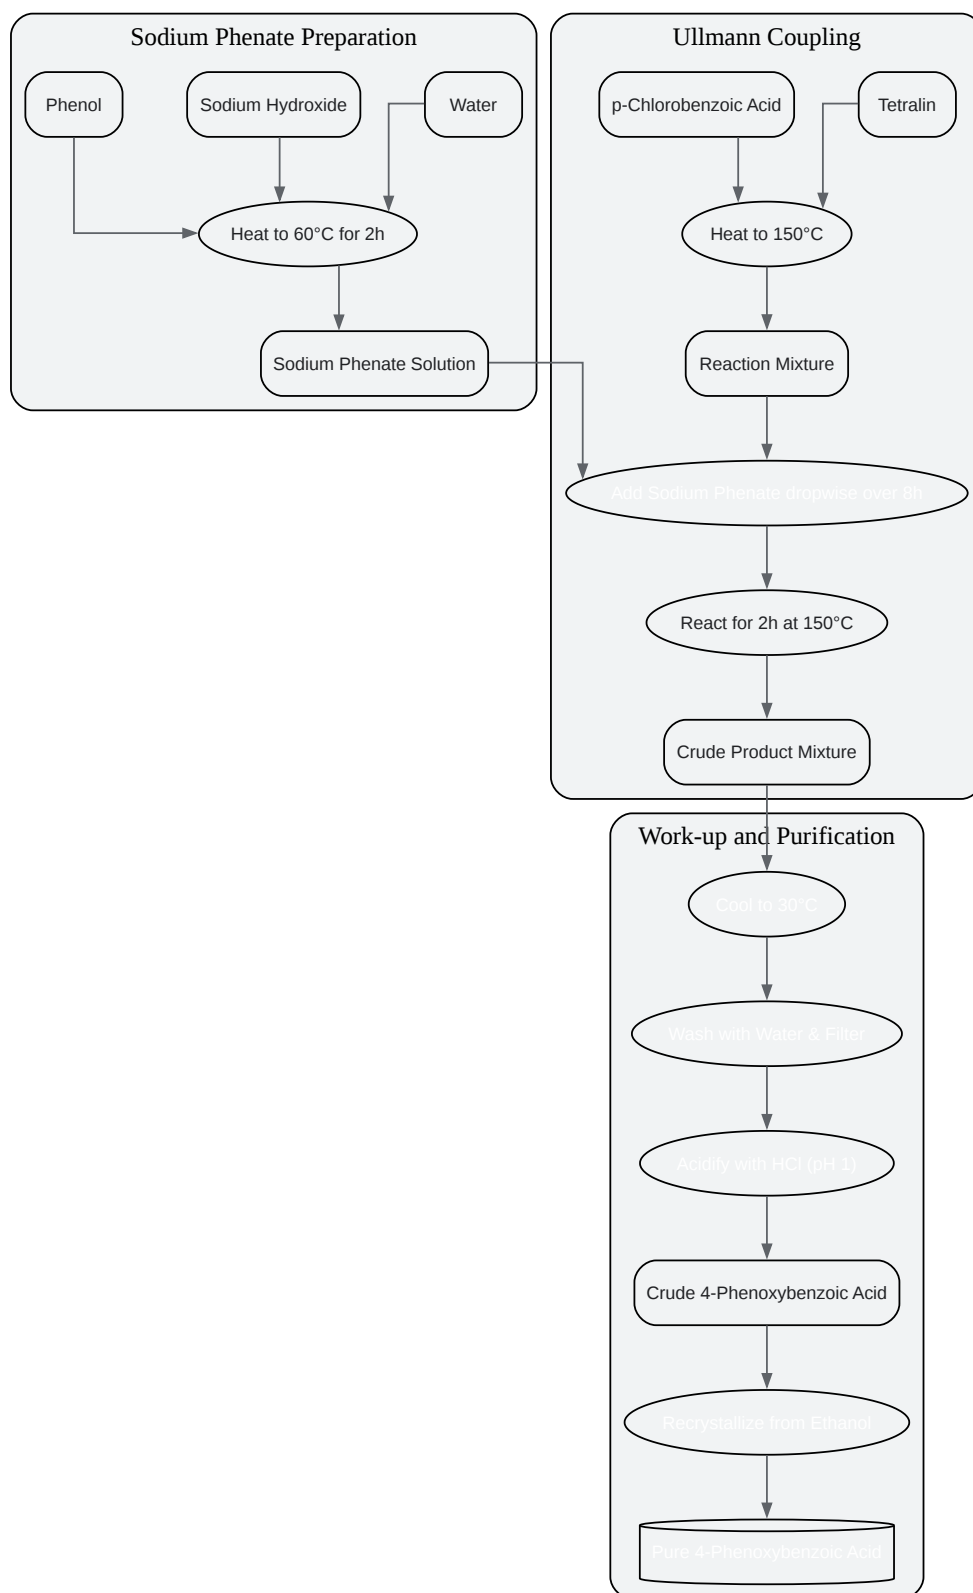 Sodium Phenate Preparation
Phenol
Sodium Hydroxide
Water
Heat to 60°C for 2h
Sodium Phenate Solution
Ullmann Coupling
p-Chlorobenzoic Acid
Tetralin
Heat to 150°C
Reaction Mixture
Add Sodium Phenate dropwise over 8h
React for 2h at 150°C
Crude Product Mixture
Work-up and Purification
Cool to 30°C
Wash with Water & Filter
Acidify with HCl (pH 1)
Crude 4-Phenoxybenzoic Acid
Recrystallize from Ethanol
Pure 4-Phenoxybenzoic Acid